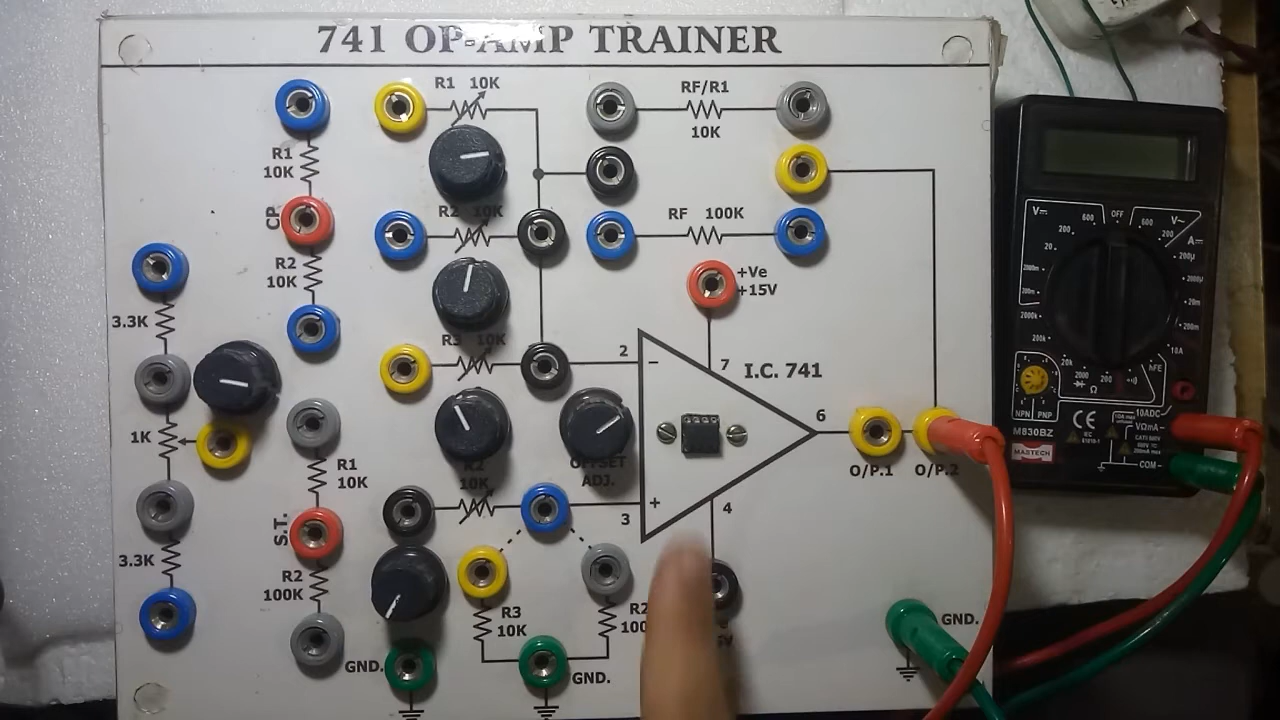 741 OP-AMP TRAINER
R1 10K
RF/R1
10K
R1
10K
CP
R2 10K
RF 100K
R2
10K
+Ve
+15V
3.3K
R3 10K
2
−
7
I.C. 741
6
1K
R1
10K
OFFSET
ADJ.
O/P.1
O/P.2
R2
10K
+
3
4
S.T.
3.3K
R2
100K
R3
10K
GND.
GND.
GND.
OFF
V
600
200
20
2000m
200m
2000k
200k
20k
2000
200
600
200
V~
A
200µ
2000µ
20m
200m
10A
hFE
NPN PNP
Ω
M830BZ
MASTECH
CE
10ADC
VΩmA
COM